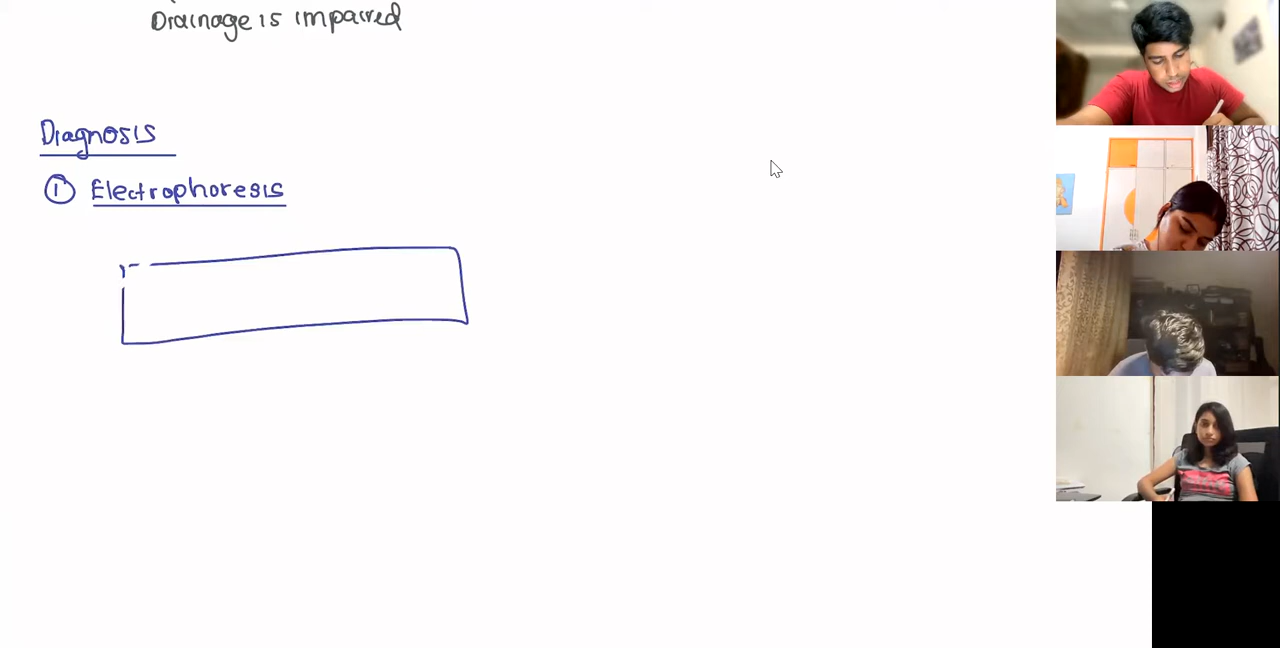 Drainage is impaired
Diagnosis
① Electrophoresis